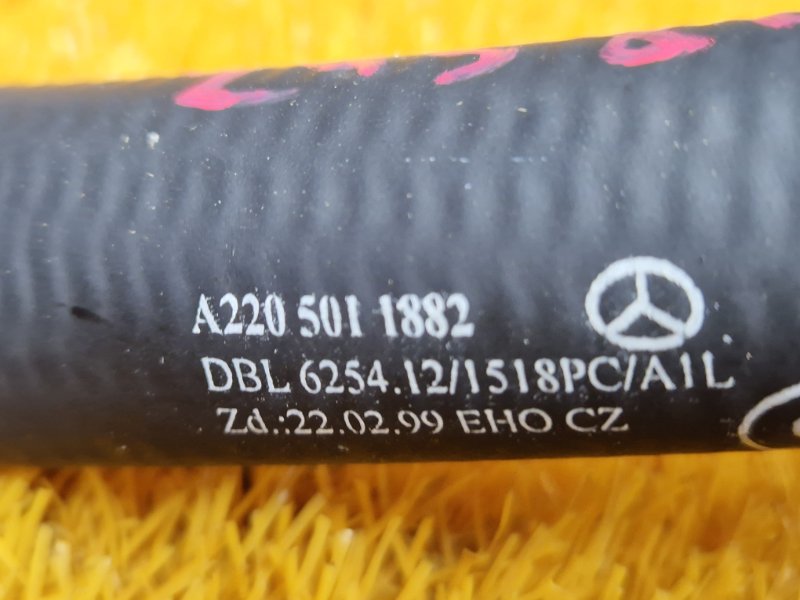 A220 501 1882
DBL 6254.12/1518PC/A1L
Zd.:22.02.99 EHO CZ